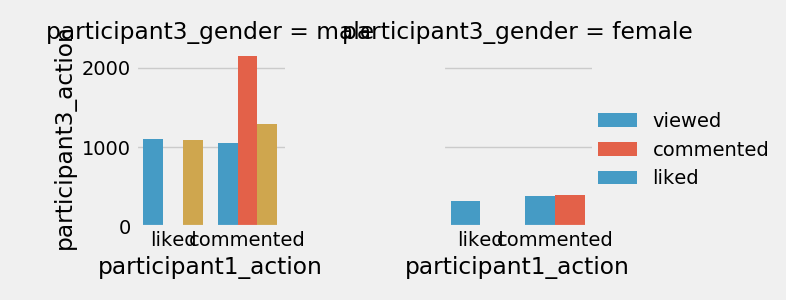 participant3_gender = male
participant3_gender = female
participant3_action
2000
1000
0
liked
commented
participant1_action
liked
commented
participant1_action
viewed
commented
liked